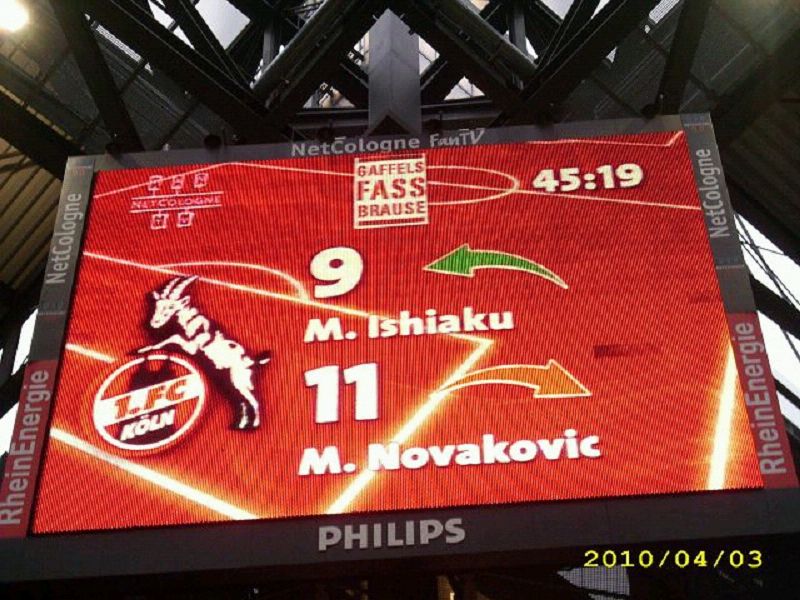 NetCologne FanTV
NETCOLOGNE
GAFFELS
FASS
BRAUSE
45:19
NetCologne
NetCologne
9
M. Ishiaku
1.FC
KÖLN
11
M. Novakovic
RheinEnergie
RheinEnergie
PHILIPS
2010/04/03